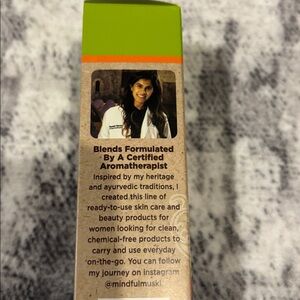 Blends Formulated
By A Certified
Aromatherapist
Inspired by my heritage
and ayurvedic traditions, I
created this line of
ready-to-use skin care and
beauty products for
women looking for clean,
chemical-free products to
carry and use everyday
on-the-go. You can follow
my journey on Instagram
@mindfulmuski